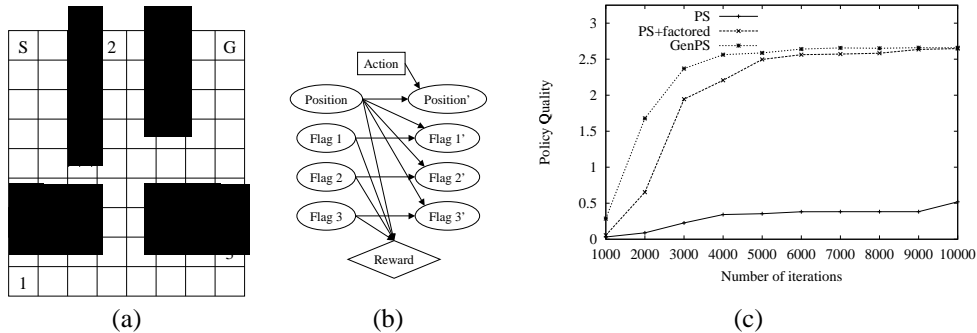 S
2
G
1
(a)
Action
Position
Position'
Flag 1
Flag 1'
Flag 2
Flag 2'
Flag 3
Flag 3'
Reward
(b)
PS
PS+factored
GenPS
3
2.5
2
1.5
1
0.5
0
Policy Quality
1000 2000 3000 4000 5000 6000 7000 8000 9000 10000
Number of iterations
(c)